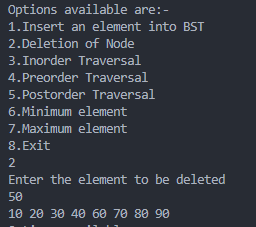 Options available are:-
1.Insert an element into BST
2.Deletion of Node
3.Inorder Traversal
4.Preorder Traversal
5.Postorder Traversal
6.Minimum element
7.Maximum element
8.Exit
2
Enter the element to be deleted
50
10 20 30 40 60 70 80 90